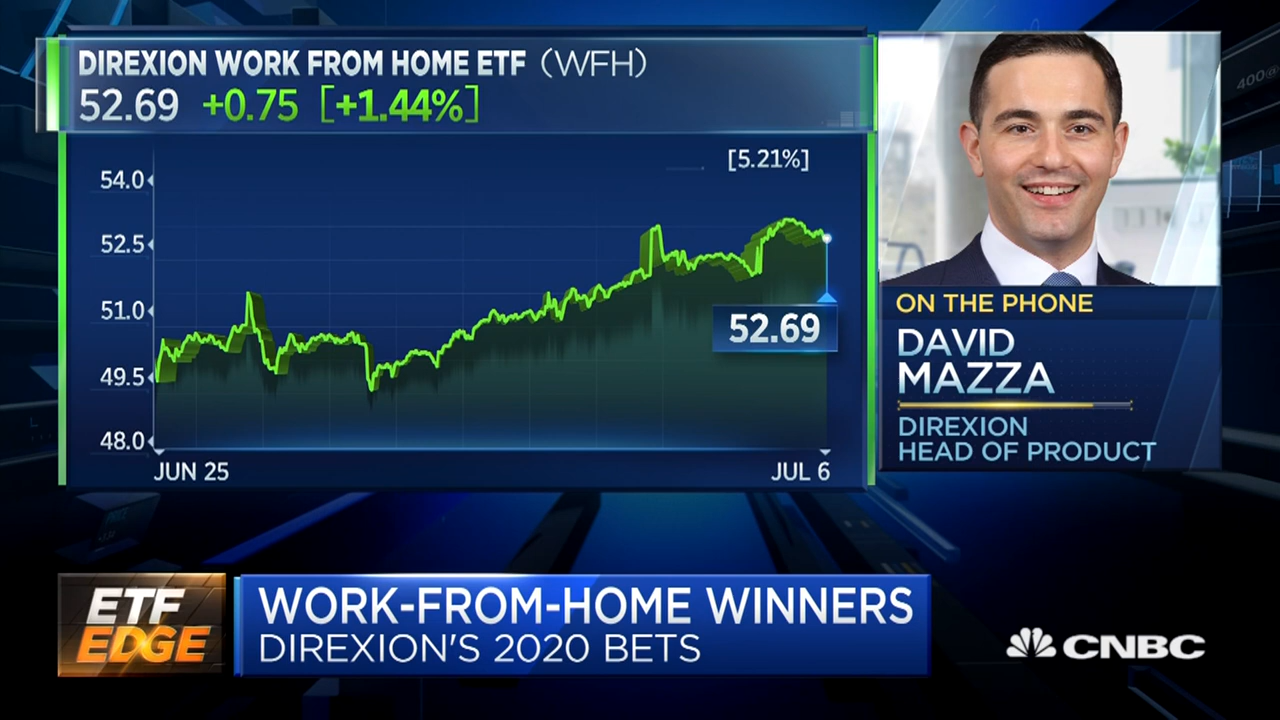 DIREXION WORK FROM HOME ETF (WFH)
52.69 +0.75 [+1.44%]
[5.21%]
54.0
52.5
51.0
49.5
48.0
52.69
JUN 25
JUL 6
ON THE PHONE
DAVID
MAZZA
DIREXION
HEAD OF PRODUCT
ETF
EDGE
WORK-FROM-HOME WINNERS
DIREXION'S 2020 BETS
CNBC